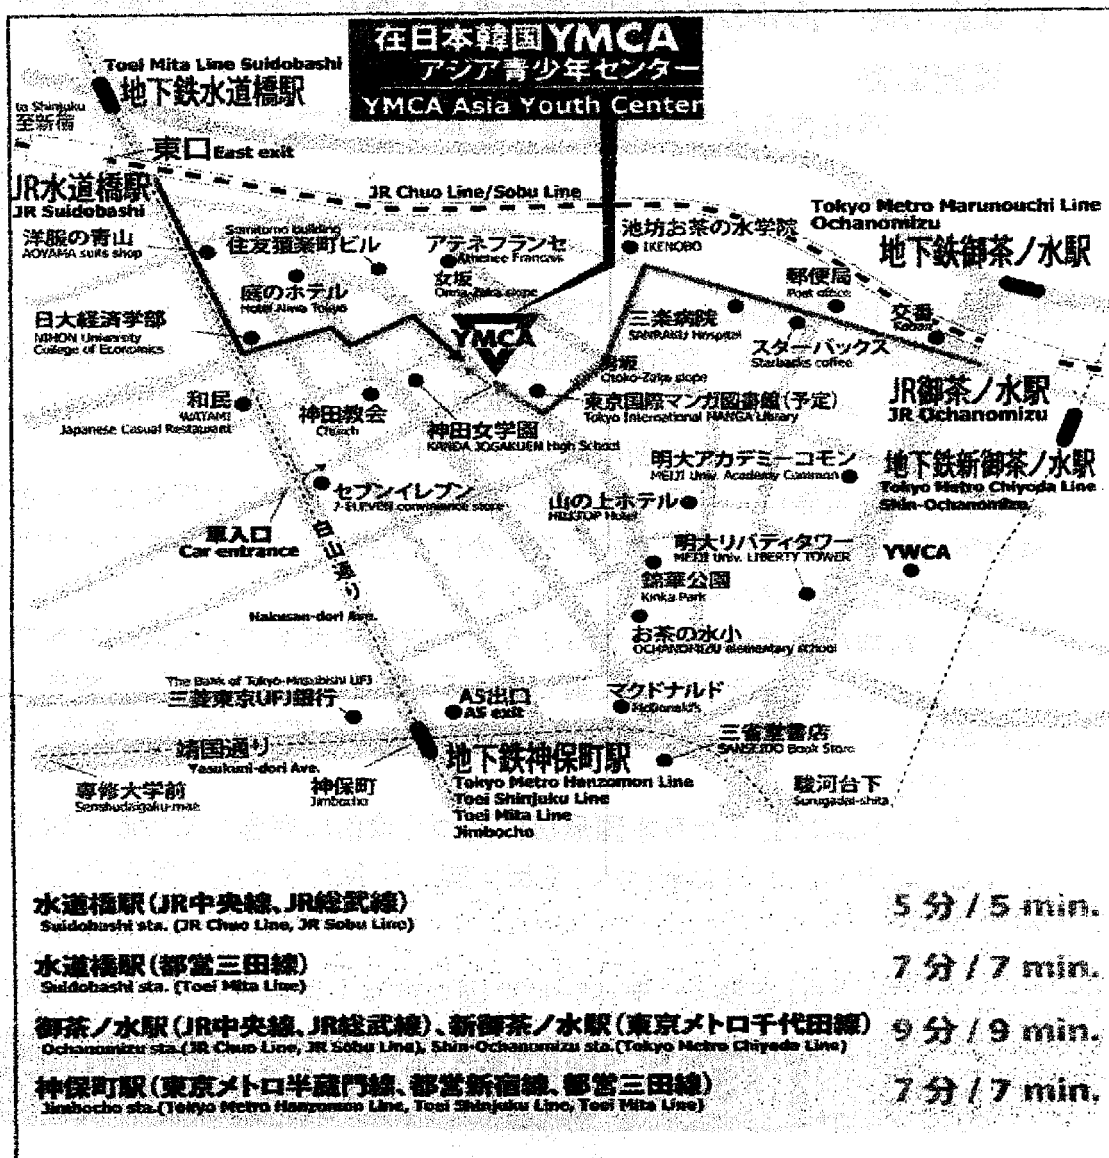 在日本韓国YMCA
アジア青少年センター
YMCA Asia Youth Center
Toei Mita Line Suidobashi
地下鉄水道橋駅
to Shinjuku
至新宿
東口 East exit
JR水道橋駅
JR Suidobashi
JR Chuo Line/Sobu Line
Tokyo Metro Marunouchi Line
Ochanomizu
地下鉄御茶ノ水駅
洋服の青山
AOYAMA suits shop
Sumitomo building
住友猿楽町ビル
アテネフランセ
Athenee Francais
池坊お茶の水学院
IKENOBO
女坂
Onna-Zaka slope
庭のホテル
郵便局
Post office
交番
Koban
日大経済学部
NIHON University
College of Economics
YMCA
三楽病院
SANRAKU Hospital
スターバックス
Starbucks coffee
男坂
Otoko-Zaka slope
JR御茶ノ水駅
JR Ochanomizu
和民
WATAMI
Japanese Casual Restaurant
神田教会
Church
神田女学園
KANDA JOGAKUEN High School
東京国際マンガ図書館(予定)
Tokyo International MANGA Library
明大アカデミーコモン
MEIJI Univ. Academy Common
地下鉄新御茶ノ水駅
Tokyo Metro Chiyoda Line
Shin-Ochanomizu
セブンイレブン
7-ELEVEN convinience store
山の上ホテル
HILLTOP Hotel
車入口
Car entrance
白山通り
Hakusan-dori Ave.
明大リバティタワー
MEIJI Univ. LIBERTY TOWER
YWCA
錦華公園
Kinka Park
お茶の水小
OCHANOMIZU elementary school
The Bank of Tokyo-Mitsubishi UFJ
三菱東京UFJ銀行
A5出口
A5 exit
マクドナルド
McDonald's
靖国通り
Yasukuni-dori Ave.
地下鉄神保町駅
Tokyo Metro Hanzomon Line
Toei Shinjuku Line
Toei Mita Line
Jimbocho
三省堂書店
SANSEIDO Book Store
専修大学前
Senshudaigaku-mae
神保町
Jimbocho
駿河台下
Surugadai-shita
水道橋駅(JR中央線、JR総武線) 5 分 / 5 min.
Suidobashi sta. (JR Chuo Line, JR Sobu Line)
水道橋駅(都営三田線) 7 分 / 7 min.
Suidobashi sta. (Toei Mita Line)
御茶ノ水駅(JR中央線、JR総武線)、新御茶ノ水駅(東京メトロ千代田線) 9 分 / 9 min.
Ochanomizu sta.(JR Chuo Line, JR Sobu Line), Shin-Ochanomizu sta.(Tokyo Metro Chiyoda Line)
神保町駅(東京メトロ半蔵門線、都営新宿線、都営三田線) 7 分 / 7 min.
Jimbocho sta.(Tokyo Metro Hanzomon Line, Toei Shinjuku Line, Toei Mita Line)